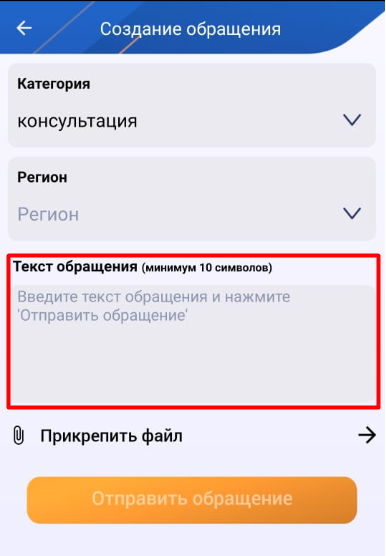 Создание обращения
Категория
консультация
Регион
Регион
Текст обращения (минимум 10 символов)
Введите текст обращения и нажмите
'Отправить обращение'
Прикрепить файл
Отправить обращение